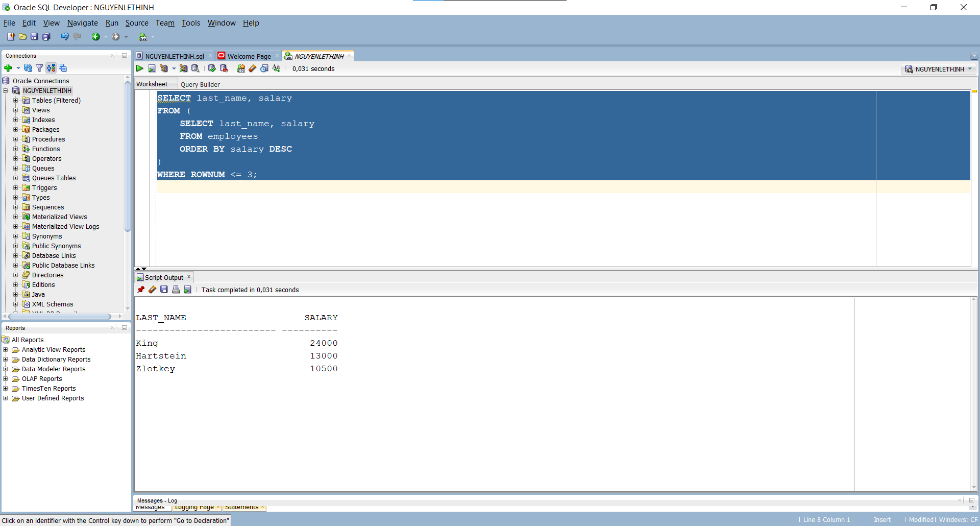 Oracle SQL Developer : NGUYENLETHINH
File Edit View Navigate Run Source Team Tools Window Help
Connections
NGUYENLETHINH.sql
Welcome Page
NGUYENLETHINH
0,031 seconds
NGUYENLETHINH
Worksheet Query Builder
Oracle Connections
NGUYENLETHINH
Tables (Filtered)
Views
Indexes
Packages
Procedures
Functions
Operators
Queues
Queues Tables
Triggers
Types
Sequences
Materialized Views
Materialized View Logs
Synonyms
Public Synonyms
Database Links
Public Database Links
Directories
Editions
Java
XML Schemas
SELECT last_name, salary
FROM (
SELECT last_name, salary
FROM employees
ORDER BY salary DESC
)
WHERE ROWNUM <= 3;
Script Output
Task completed in 0,031 seconds
LAST_NAME SALARY
------------------------- ----------
King 24000
Hartstein 13000
Zlotkey 10500
Reports
All Reports
Analytic View Reports
Data Dictionary Reports
Data Modeler Reports
OLAP Reports
TimesTen Reports
User Defined Reports
Messages - Log
Messages Logging Page Statements
Click on an identifier with the Control key down to perform "Go to Declaration"
Line 8 Column 1
Insert
Modified
Windows: CF